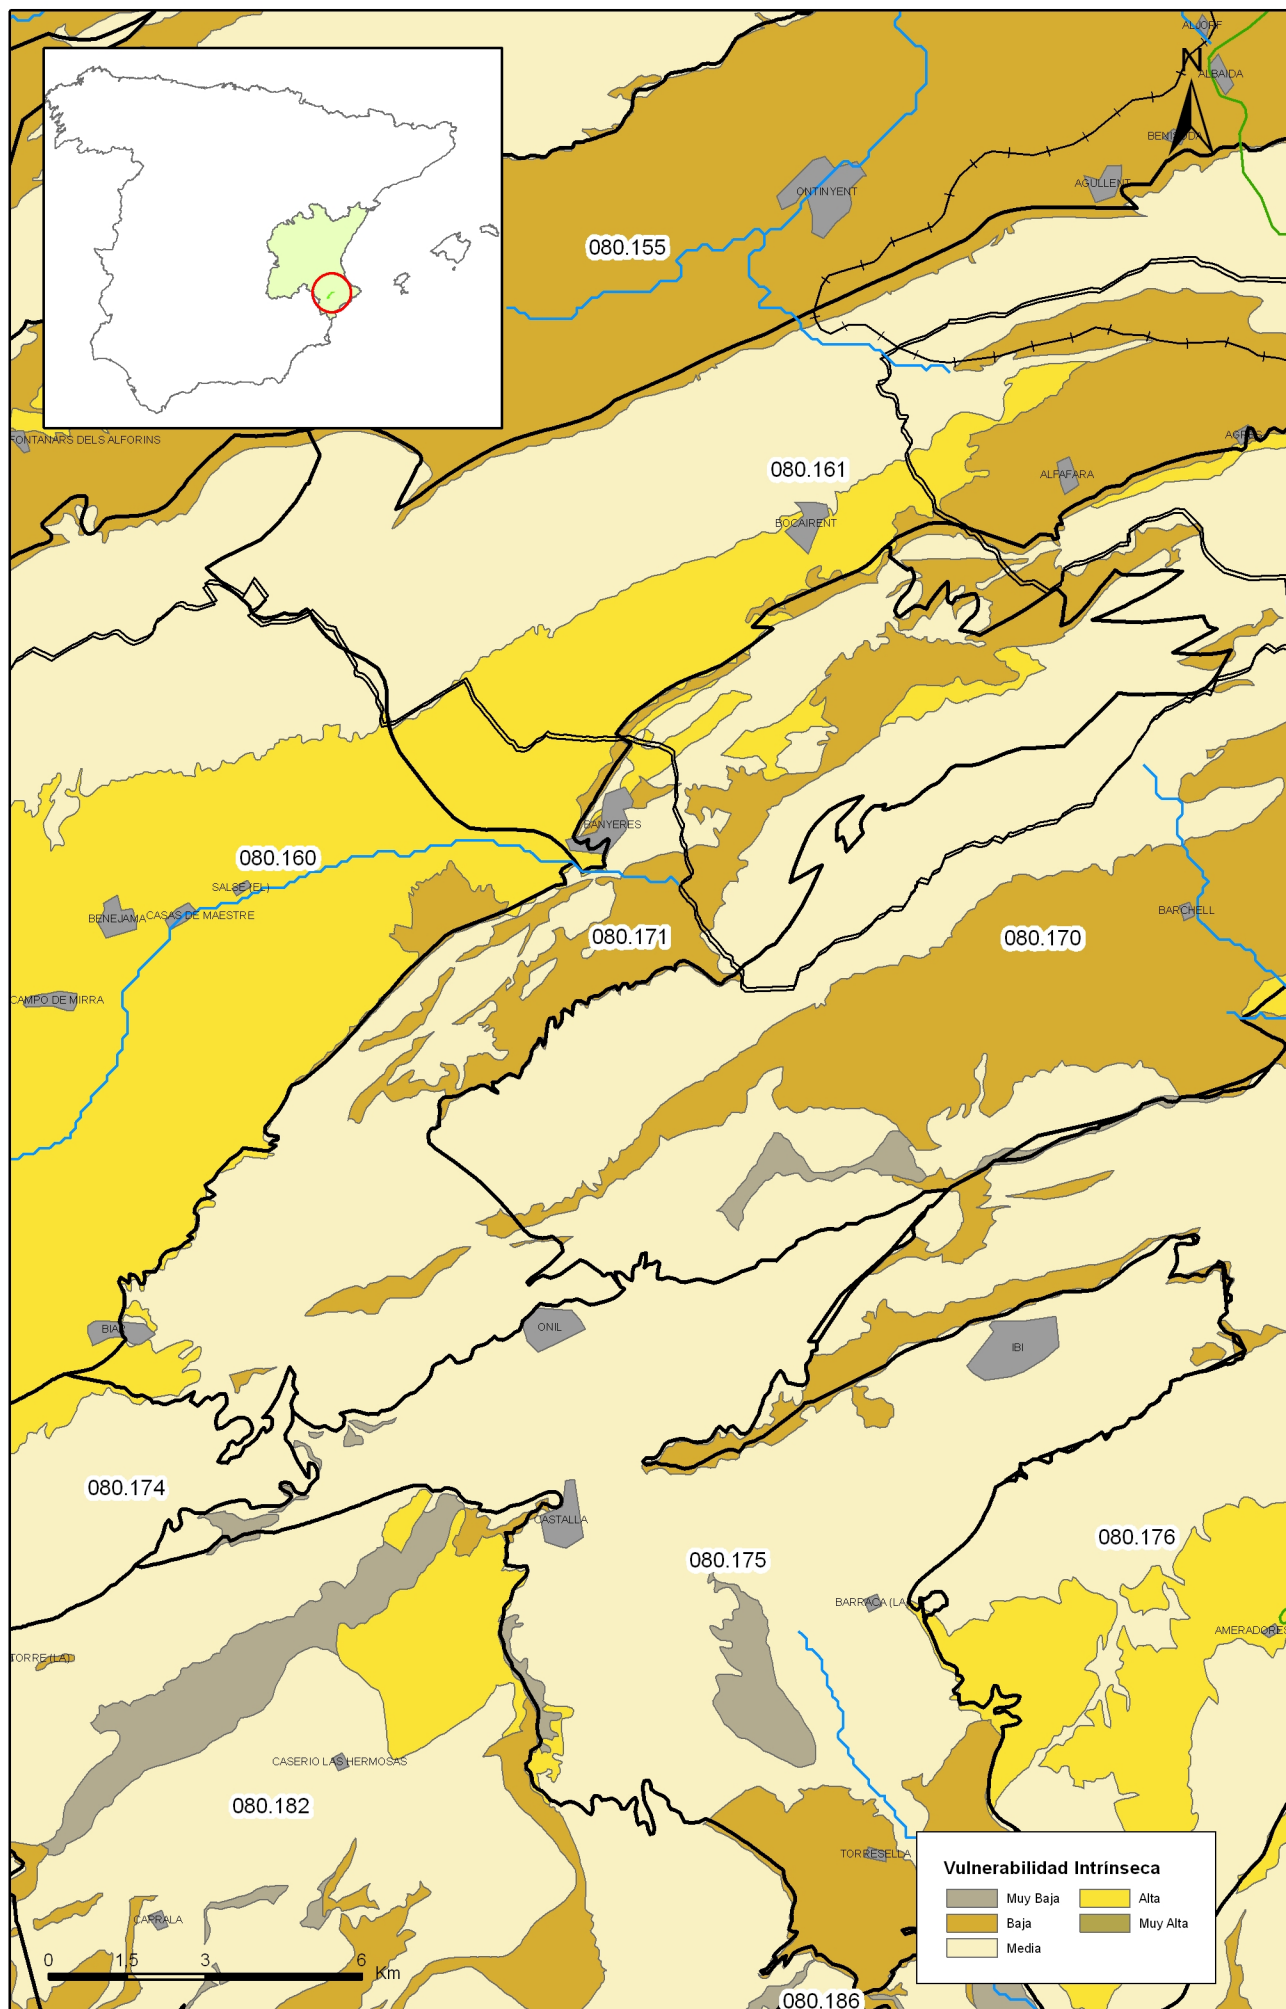 ALJORF
N
ALBAIDA
AGULLENT
ONTINYENT
080.155
FONTANARS DELS ALFORINS
080.161
ALFAFARA
BOCAIRENT
BANYERES
080.160
SALSE (EL)
BENEJAMA
CASAS DE MAESTRE
BARCHELL
080.171
080.170
CAMPO DE MIRRA
BIAR
ONIL
IBI
080.174
CASTALLA
080.175
080.176
BARRACA (LA)
AMERADORES
TORRE (LA)
CASERIO LAS HERMOSAS
080.182
TORRESELLA
Vulnerabilidad Intrínseca
Muy Baja
Alta
Baja
Muy Alta
Media
CAPRALA
0 1,5 3 6
Km
080.186